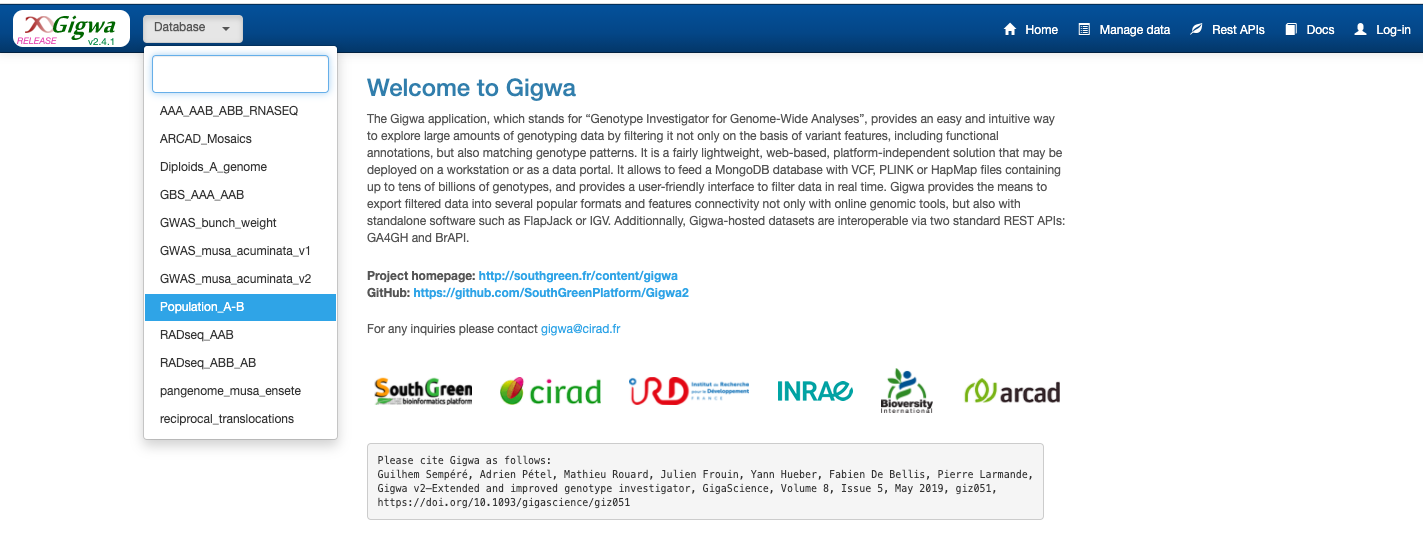 Gigwa
RELEASE v2.4.1
Database
Home
Manage data
Rest APIs
Docs
Log-in
AAA_AAB_ABB_RNASEQ
ARCAD_Mosaics
Diploids_A_genome
GBS_AAA_AAB
GWAS_bunch_weight
GWAS_musa_acuminata_v1
GWAS_musa_acuminata_v2
Population_A-B
RADseq_AAB
RADseq_ABB_AB
pangenome_musa_ensete
reciprocal_translocations
Welcome to Gigwa
The Gigwa application, which stands for “Genotype Investigator for Genome-Wide Analyses”, provides an easy and intuitive way
to explore large amounts of genotyping data by filtering it not only on the basis of variant features, including functional
annotations, but also matching genotype patterns. It is a fairly lightweight, web-based, platform-independent solution that may be
deployed on a workstation or as a data portal. It allows to feed a MongoDB database with VCF, PLINK or HapMap files containing
up to tens of billions of genotypes, and provides a user-friendly interface to filter data in real time. Gigwa provides the means to
export filtered data into several popular formats and features connectivity not only with online genomic tools, but also with
standalone software such as FlapJack or IGV. Additionnally, Gigwa-hosted datasets are interoperable via two standard REST APIs:
GA4GH and BrAPI.
Project homepage: http://southgreen.fr/content/gigwa
GitHub: https://github.com/SouthGreenPlatform/Gigwa2
For any inquiries please contact gigwa@cirad.fr
SouthGreen
bioinformatics platform
cirad
iRD
Institut de Recherche
pour le Développement
FRANCE
INRAE
Bioversity
International
arcad
Please cite Gigwa as follows:
Guilhem Sempéré, Adrien Pétel, Mathieu Rouard, Julien Frouin, Yann Hueber, Fabien De Bellis, Pierre Larmande,
Gigwa v2—Extended and improved genotype investigator, GigaScience, Volume 8, Issue 5, May 2019, giz051,
https://doi.org/10.1093/gigascience/giz051